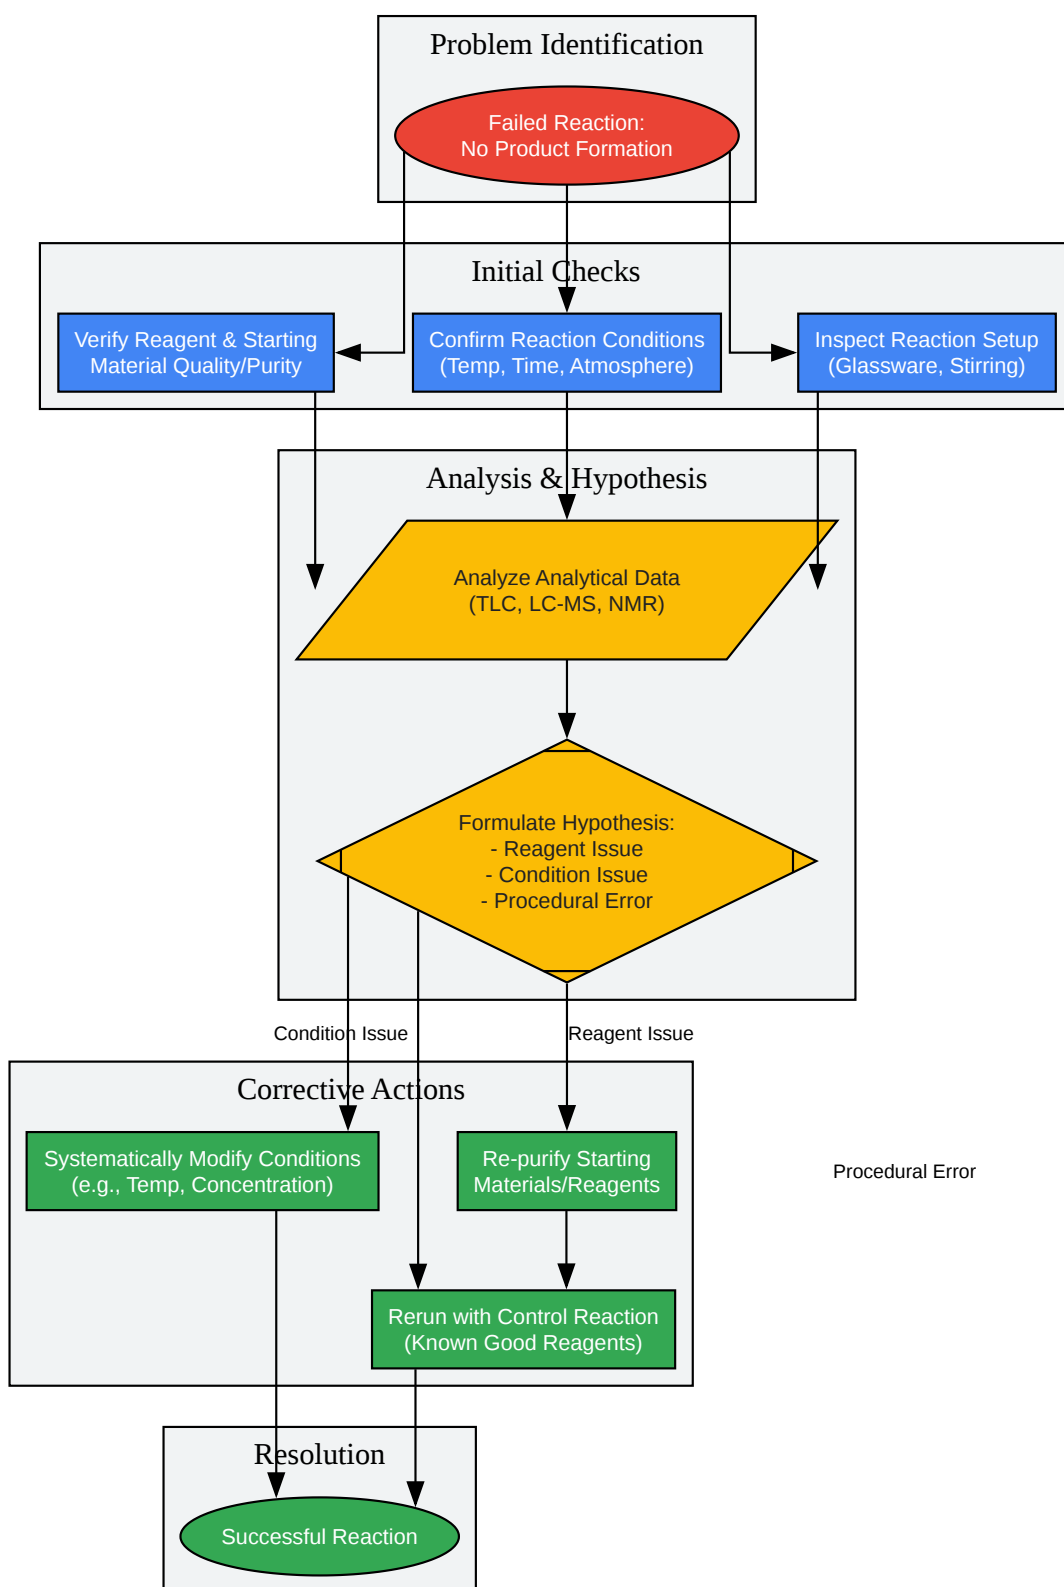 Problem Identification
Failed Reaction:
No Product Formation
Initial Checks
Verify Reagent & Starting
Material Quality/Purity
Confirm Reaction Conditions
(Temp, Time, Atmosphere)
Inspect Reaction Setup
(Glassware, Stirring)
Analysis & Hypothesis
Analyze Analytical Data
(TLC, LC-MS, NMR)
Formulate Hypothesis:
- Reagent Issue
- Condition Issue
- Procedural Error
Condition Issue
Reagent Issue
Corrective Actions
Systematically Modify Conditions
(e.g., Temp, Concentration)
Re-purify Starting
Materials/Reagents
Procedural Error
Rerun with Control Reaction
(Known Good Reagents)
Resolution
Successful Reaction